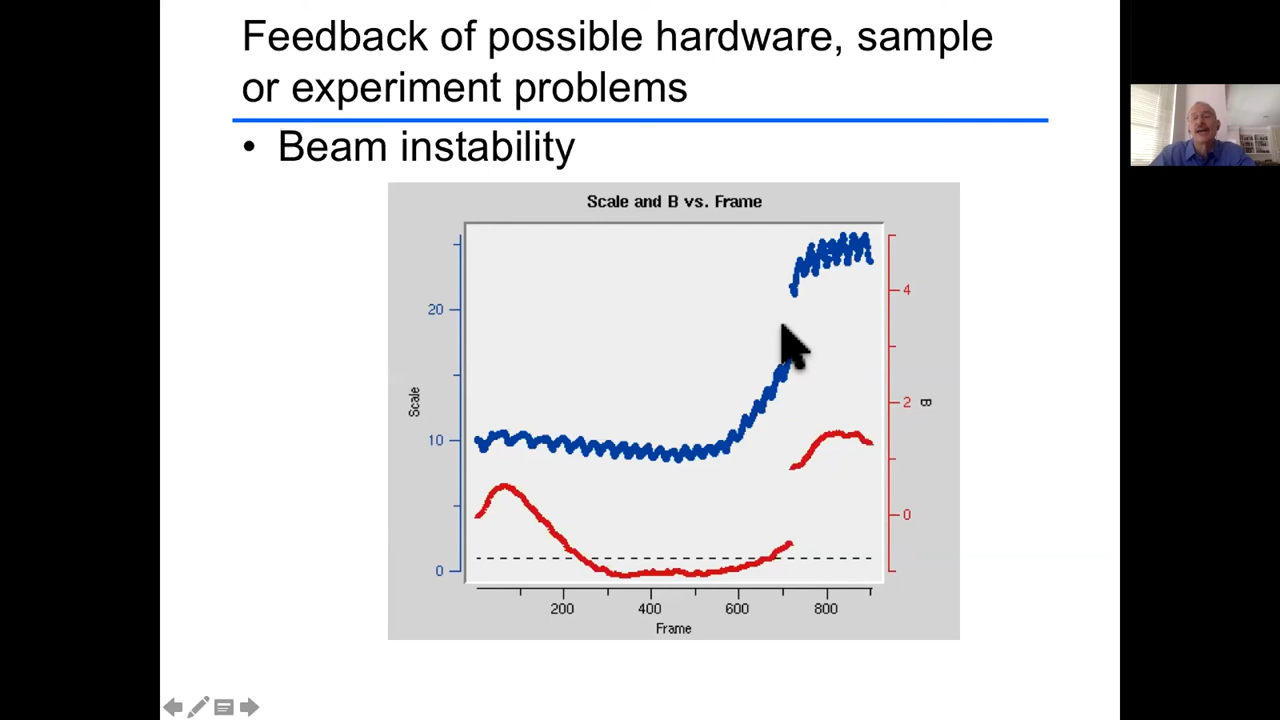 Feedback of possible hardware, sample
or experiment problems
• Beam instability
Scale and B vs. Frame
20
10
0
Scale
4
2
0
B
200 400 600 800
Frame